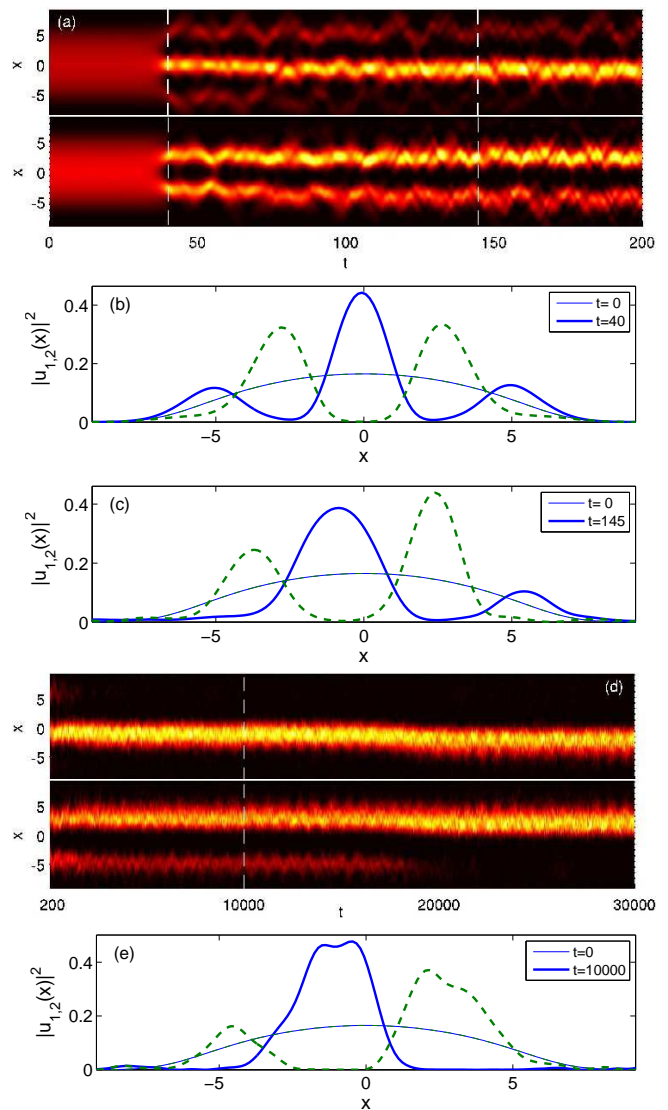 (a)
5
x 0
-5
5
x 0
-5
0 50 100 150 200
t
(b)
t= 0
t=40
|u1,2(x)|²
0.4
0.2
0
-5 0 5
x
(c)
t= 0
t=145
|u1,2(x)|²
0.4
0.2
0
-5 0 5
x
(d)
5
x 0
-5
5
x 0
-5
200 10000 t 20000 30000
(e)
t=0
t=10000
|u1,2(x)|²
0.4
0.2
0
-5 0 5
x